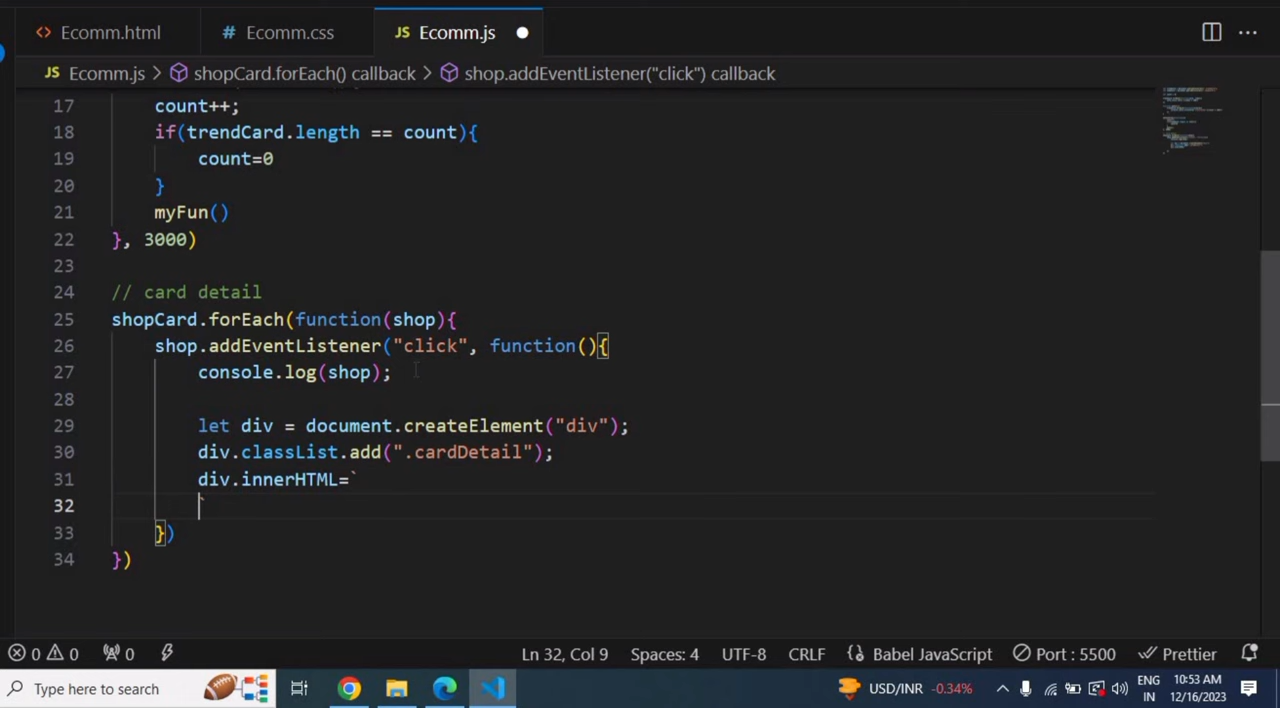 Ecomm.html
# Ecomm.css
JS Ecomm.js
JS Ecomm.js > shopCard.forEach() callback > shop.addEventListener("click") callback
17 count++;
18 if(trendCard.length == count){
19 count=0
20 }
21 myFun()
22 }, 3000)
23
24 // card detail
25 shopCard.forEach(function(shop){
26 shop.addEventListener("click", function(){
27 console.log(shop);
28
29 let div = document.createElement("div");
30 div.classList.add(".cardDetail");
31 div.innerHTML=`
32 `
33 })
34 })
0 0 0 Ln 32, Col 9 Spaces: 4 UTF-8 CRLF Babel JavaScript Port : 5500 Prettier
Type here to search USD/INR -0.34% ENG IN 10:53 AM 12/16/2023